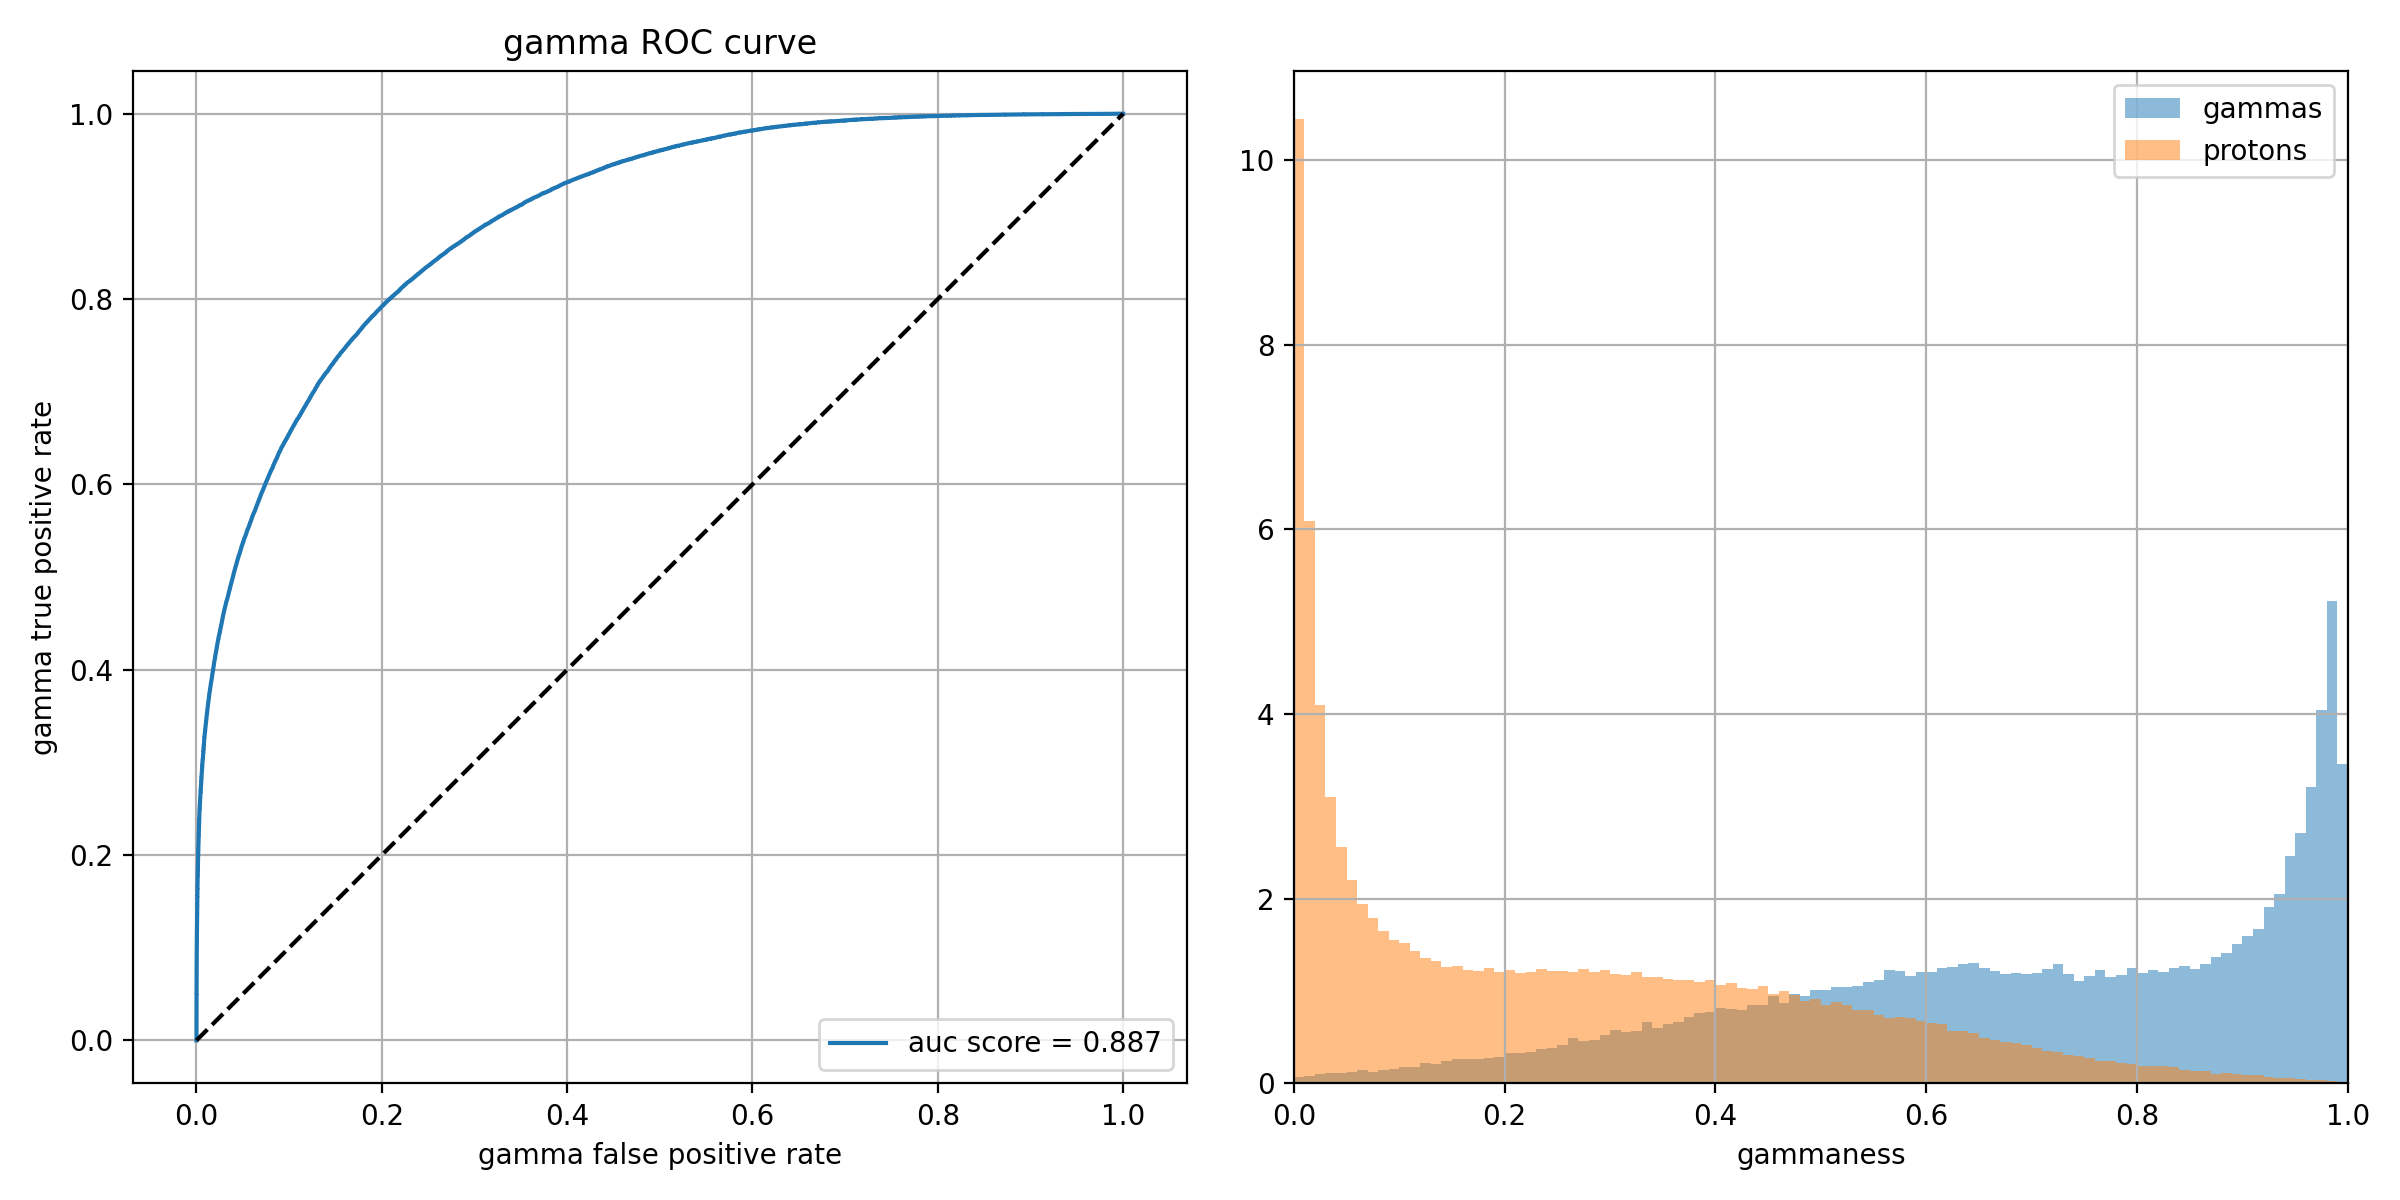 gamma ROC curve
gamma true positive rate
1.0
0.8
0.6
0.4
0.2
0.0
0.0 0.2 0.4 0.6 0.8 1.0
gamma false positive rate
auc score = 0.887
gammas
protons
10
8
6
4
2
0
0.0 0.2 0.4 0.6 0.8 1.0
gammaness